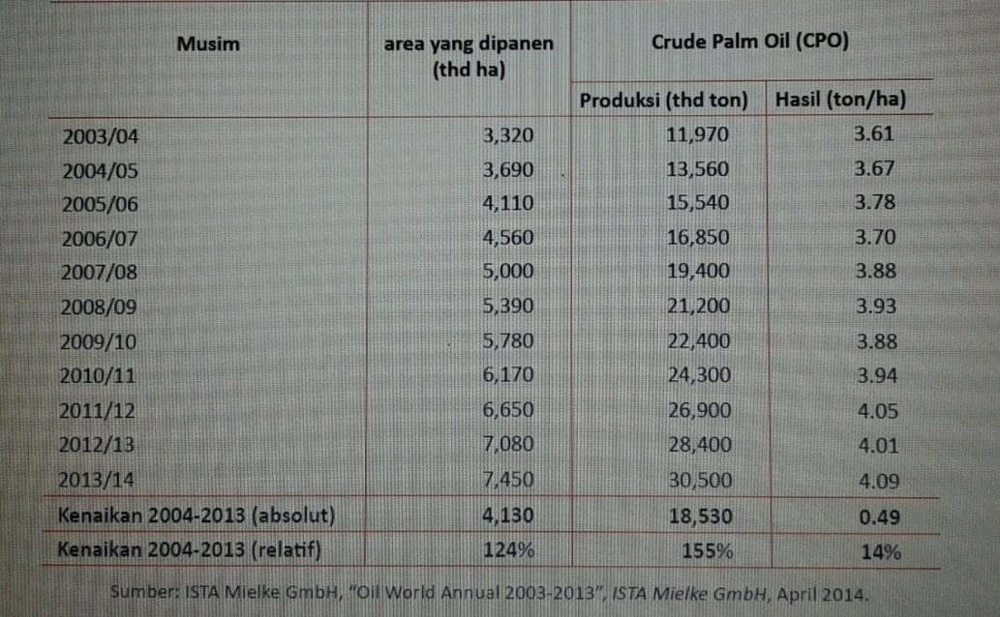 Musim area yang dipanen Crude Palm Oil (CPO)
(thd ha)
Produksi (thd ton) Hasil (ton/ha)
2003/04 3,320 11,970 3.61
2004/05 3,690 13,560 3.67
2005/06 4,110 15,540 3.78
2006/07 4,560 16,850 3.70
2007/08 5,000 19,400 3.88
2008/09 5,390 21,200 3.93
2009/10 5,780 22,400 3.88
2010/11 6,170 24,300 3.94
2011/12 6,650 26,900 4.05
2012/13 7,080 28,400 4.01
2013/14 7,450 30,500 4.09
Kenaikan 2004-2013 (absolut) 4,130 18,530 0.49
Kenaikan 2004-2013 (relatif) 124% 155% 14%
Sumber: ISTA Mielke GmbH, "Oil World Annual 2003-2013", ISTA Mielke GmbH, April 2014.